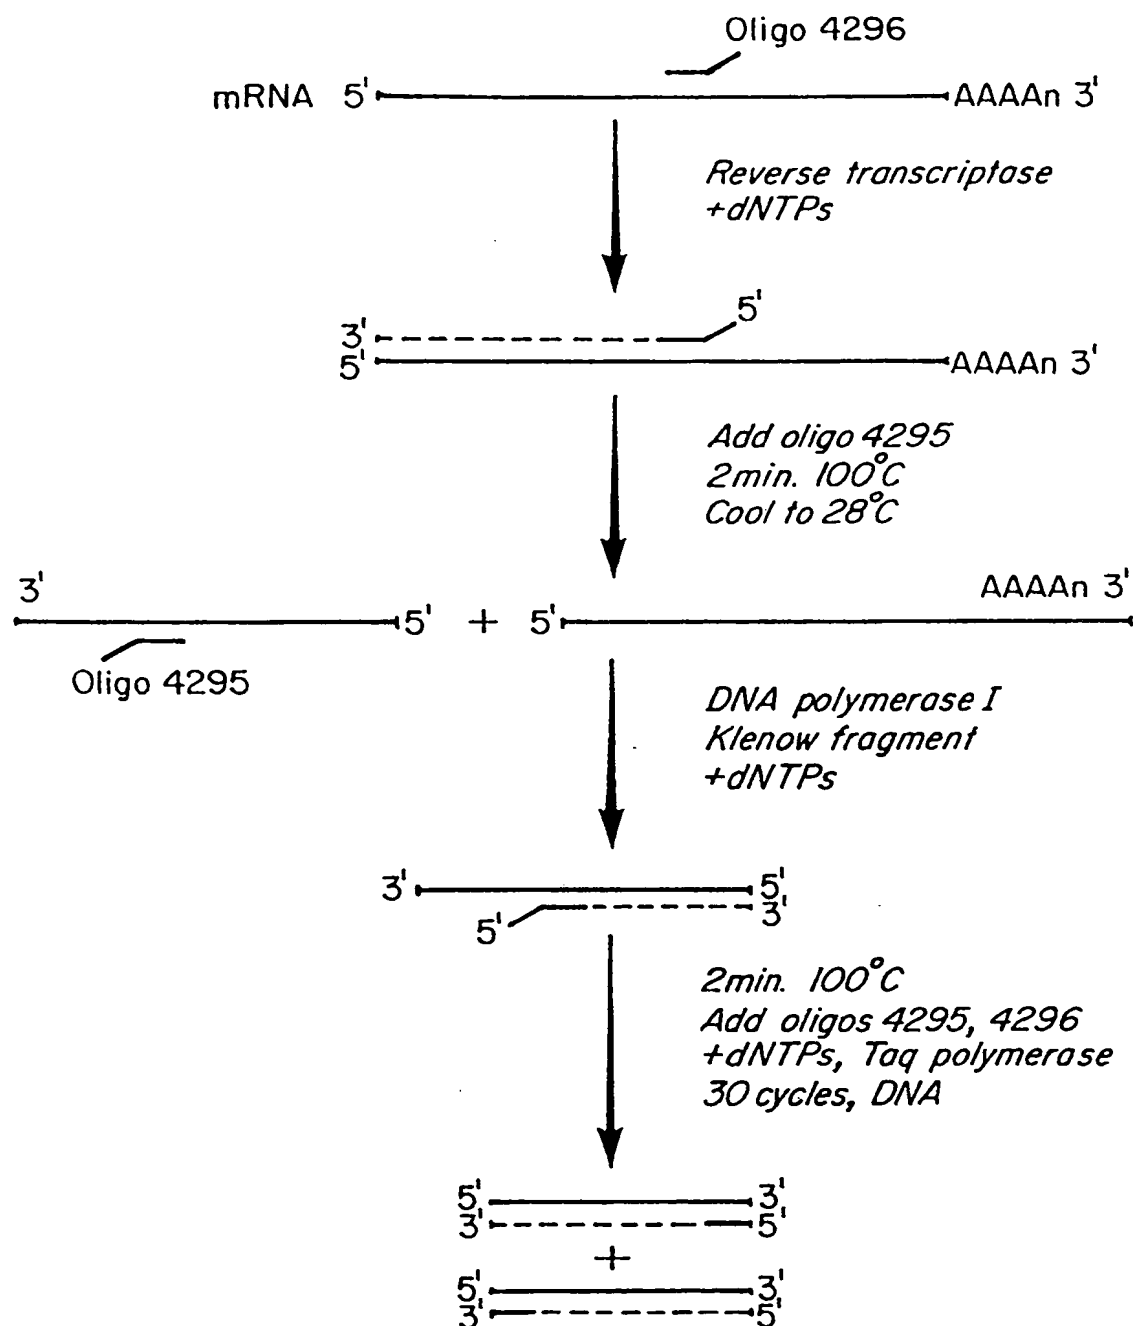 Oligo 4296
mRNA 5' AAAAn 3'
Reverse transcriptase
+dNTPs
5'
3'
5' AAAAn 3'
Add oligo 4295
2min. 100°C
Cool to 28°C
3' AAAAn 3'
5' + 5'
Oligo 4295
DNA polymerase I
Klenow fragment
+dNTPs
3' 5'
5' 3'
2min. 100°C
Add oligos 4295, 4296
+dNTPs, Taq polymerase
30 cycles, DNA
5' 3'
3' 5'
+
5' 3'
3' 5'